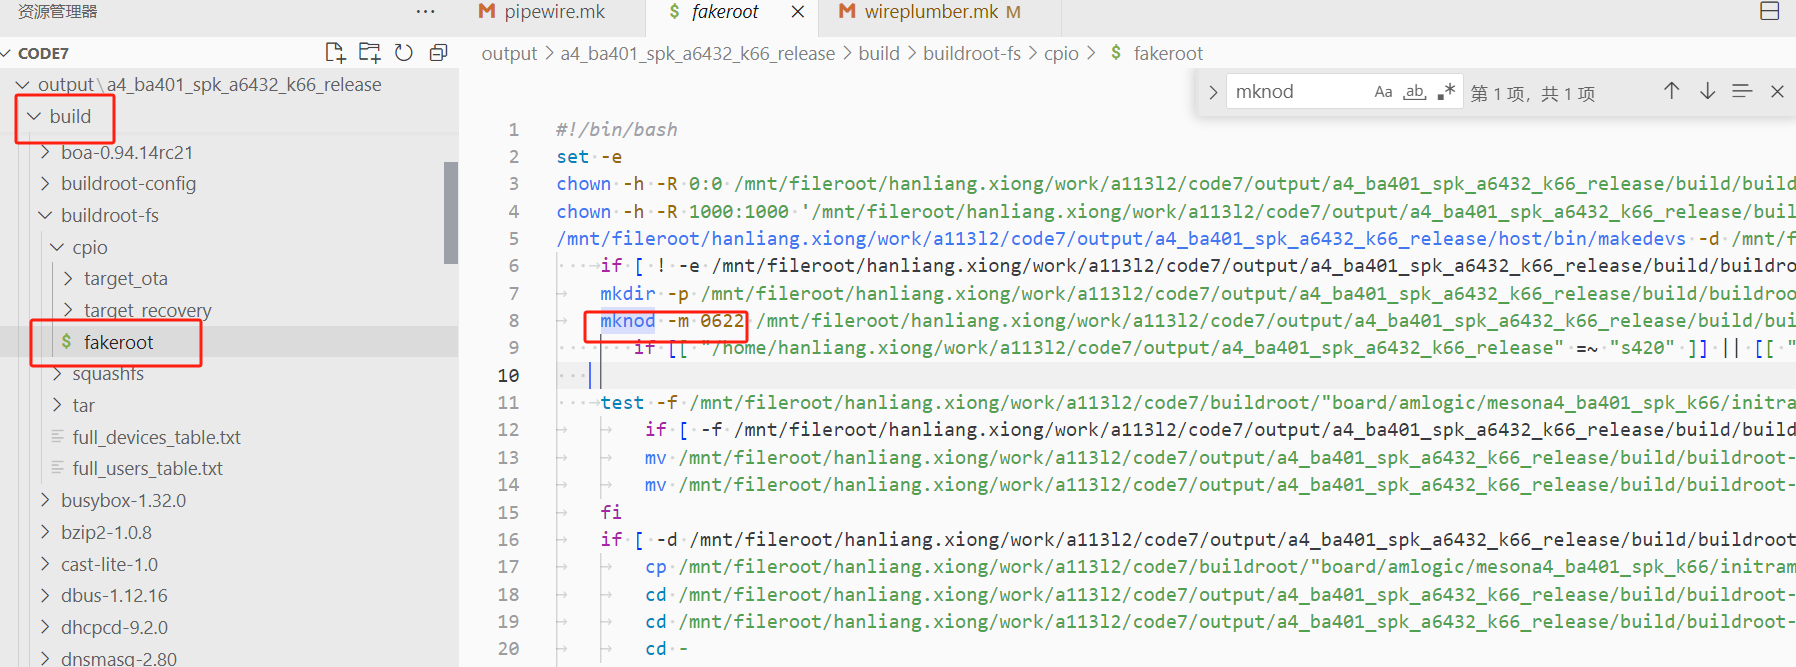 资源管理器 ···
CODE7
output\a4_ba401_spk_a6432_k66_release
build
boa-0.94.14rc21
buildroot-config
buildroot-fs
cpio
target_ota
target_recovery
$ fakeroot
squashfs
tar
full_devices_table.txt
full_users_table.txt
busybox-1.32.0
bzip2-1.0.8
cast-lite-1.0
dbus-1.12.16
dhcpcd-9.2.0
dnsmasq-2.80
M pipewire.mk $ fakeroot × M wireplumber.mk M
output > a4_ba401_spk_a6432_k66_release > build > buildroot-fs > cpio > $ fakeroot
mknod Aa ab .* 第 1 项，共 1 项
1 #!/bin/bash
2 set -e
3 chown -h -R 0:0 /mnt/fileroot/hanliang.xiong/work/a113l2/code7/output/a4_ba401_spk_a6432_k66_release/build/build
4 chown -h -R 1000:1000 '/mnt/fileroot/hanliang.xiong/work/a113l2/code7/output/a4_ba401_spk_a6432_k66_release/buil
5 /mnt/fileroot/hanliang.xiong/work/a113l2/code7/output/a4_ba401_spk_a6432_k66_release/host/bin/makedevs -d /mnt/f
6 if [ ! -e /mnt/fileroot/hanliang.xiong/work/a113l2/code7/output/a4_ba401_spk_a6432_k66_release/build/buildro
7 mkdir -p /mnt/fileroot/hanliang.xiong/work/a113l2/code7/output/a4_ba401_spk_a6432_k66_release/build/buildroo
8 mknod -m 0622 /mnt/fileroot/hanliang.xiong/work/a113l2/code7/output/a4_ba401_spk_a6432_k66_release/build/bui
9 if [[ "/home/hanliang.xiong/work/a113l2/code7/output/a4_ba401_spk_a6432_k66_release" =~ "s420" ]] || [[ "
10
11 test -f /mnt/fileroot/hanliang.xiong/work/a113l2/code7/buildroot/"board/amlogic/mesona4_ba401_spk_k66/initra
12 if [ -f /mnt/fileroot/hanliang.xiong/work/a113l2/code7/output/a4_ba401_spk_a6432_k66_release/build/build
13 mv /mnt/fileroot/hanliang.xiong/work/a113l2/code7/output/a4_ba401_spk_a6432_k66_release/build/buildroot-
14 mv /mnt/fileroot/hanliang.xiong/work/a113l2/code7/output/a4_ba401_spk_a6432_k66_release/build/buildroot-
15 fi
16 if [ -d /mnt/fileroot/hanliang.xiong/work/a113l2/code7/output/a4_ba401_spk_a6432_k66_release/build/buildroot
17 cp /mnt/fileroot/hanliang.xiong/work/a113l2/code7/buildroot/"board/amlogic/mesona4_ba401_spk_k66/initram
18 cd /mnt/fileroot/hanliang.xiong/work/a113l2/code7/output/a4_ba401_spk_a6432_k66_release/build/buildroot-
19 cd /mnt/fileroot/hanliang.xiong/work/a113l2/code7/output/a4_ba401_spk_a6432_k66_release/build/buildroot-
20 cd -